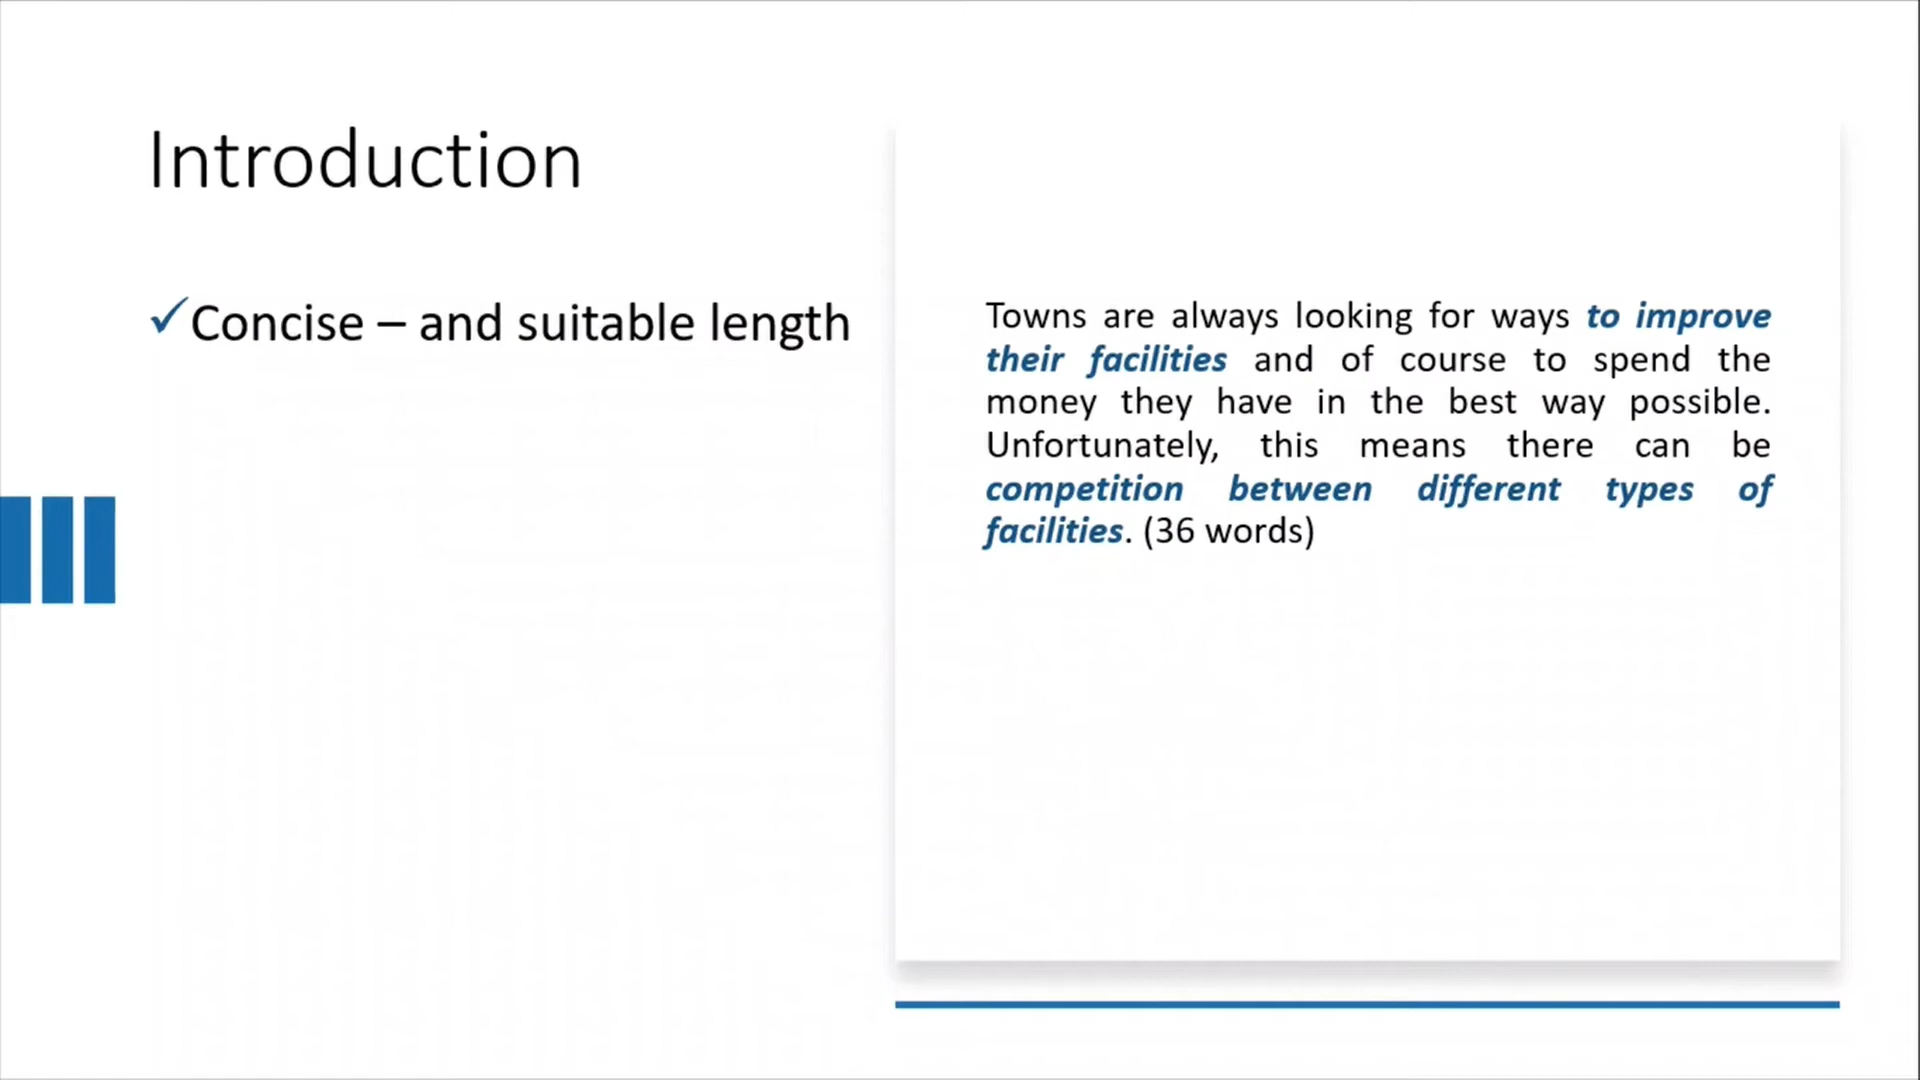 Introduction
✓Concise – and suitable length
Towns are always looking for ways to improve
their facilities and of course to spend the
money they have in the best way possible.
Unfortunately, this means there can be
competition between different types of
facilities. (36 words)